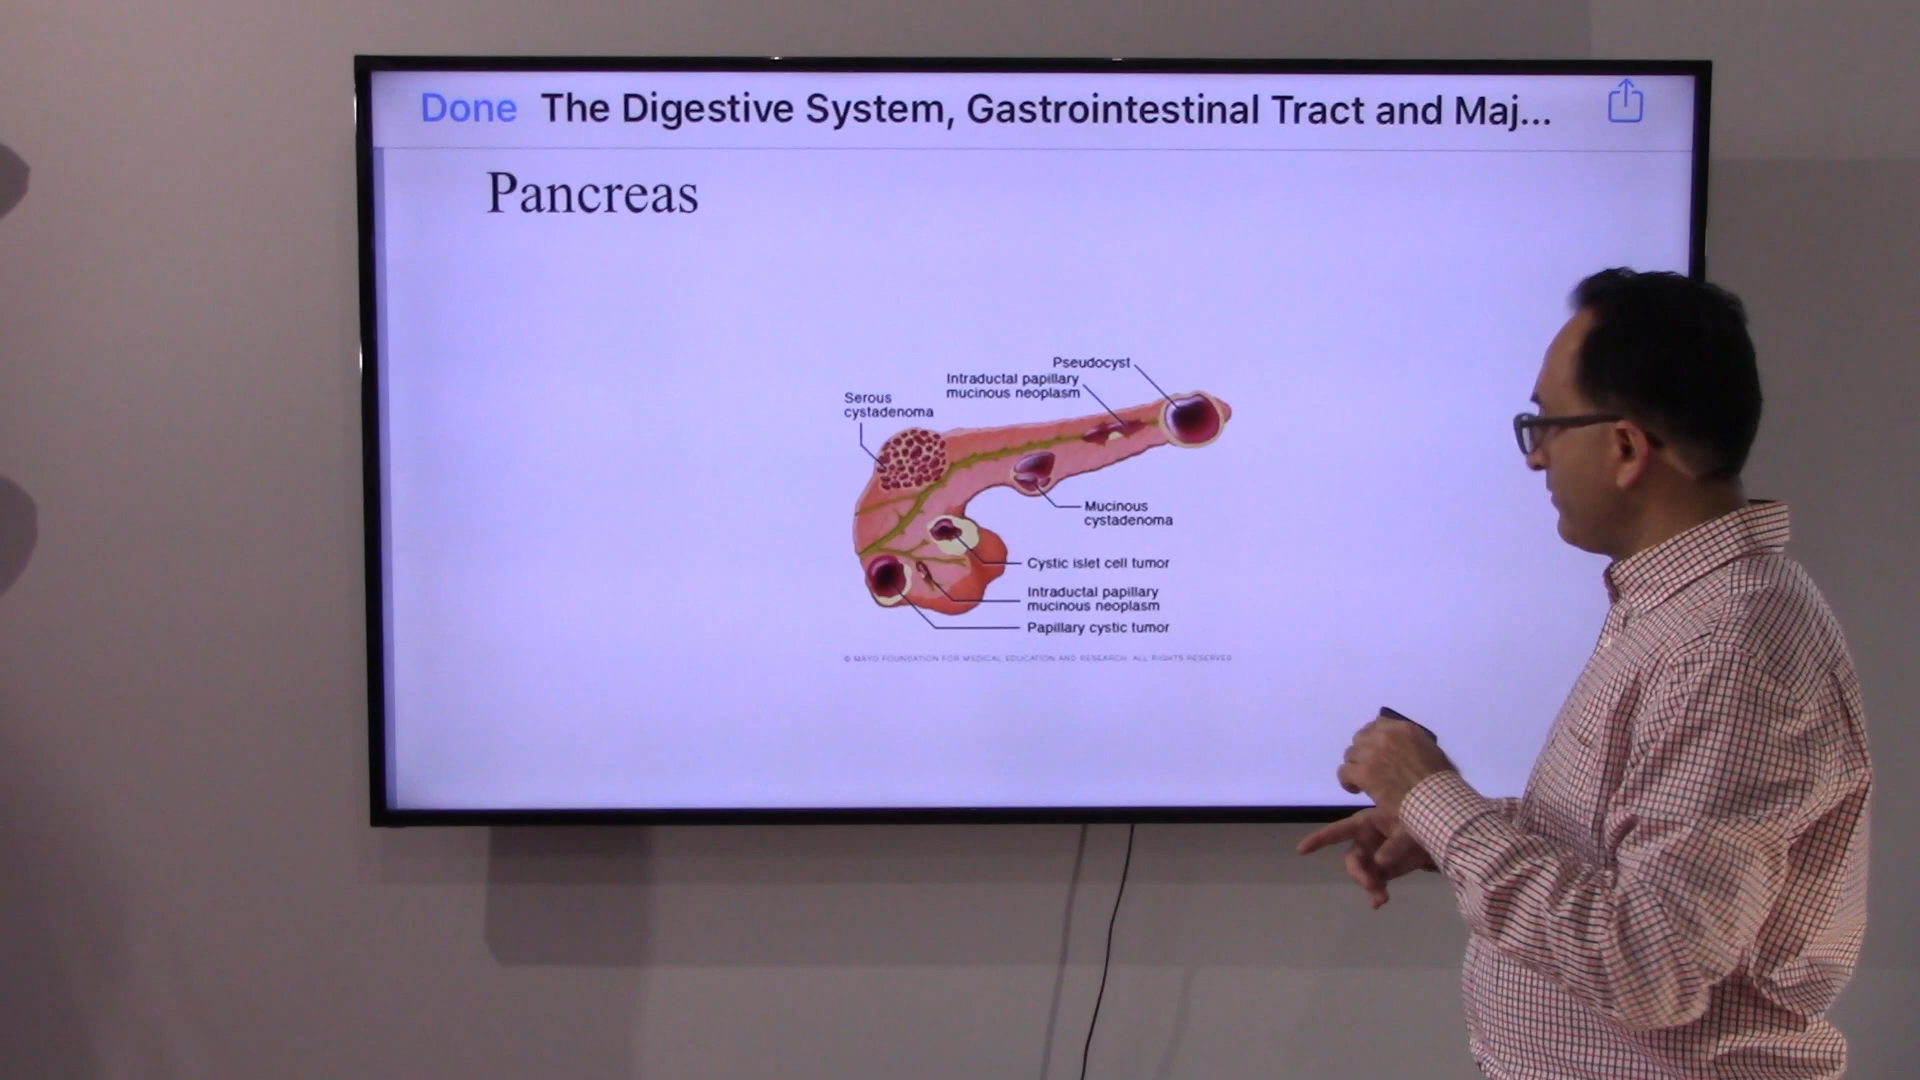 Done The Digestive System, Gastrointestinal Tract and Maj...
Pancreas
Pseudocyst
Intraductal papillary
mucinous neoplasm
Serous
cystadenoma
Mucinous
cystadenoma
Cystic islet cell tumor
Intraductal papillary
mucinous neoplasm
Papillary cystic tumor
© MAYO FOUNDATION FOR MEDICAL EDUCATION AND RESEARCH. ALL RIGHTS RESERVED.